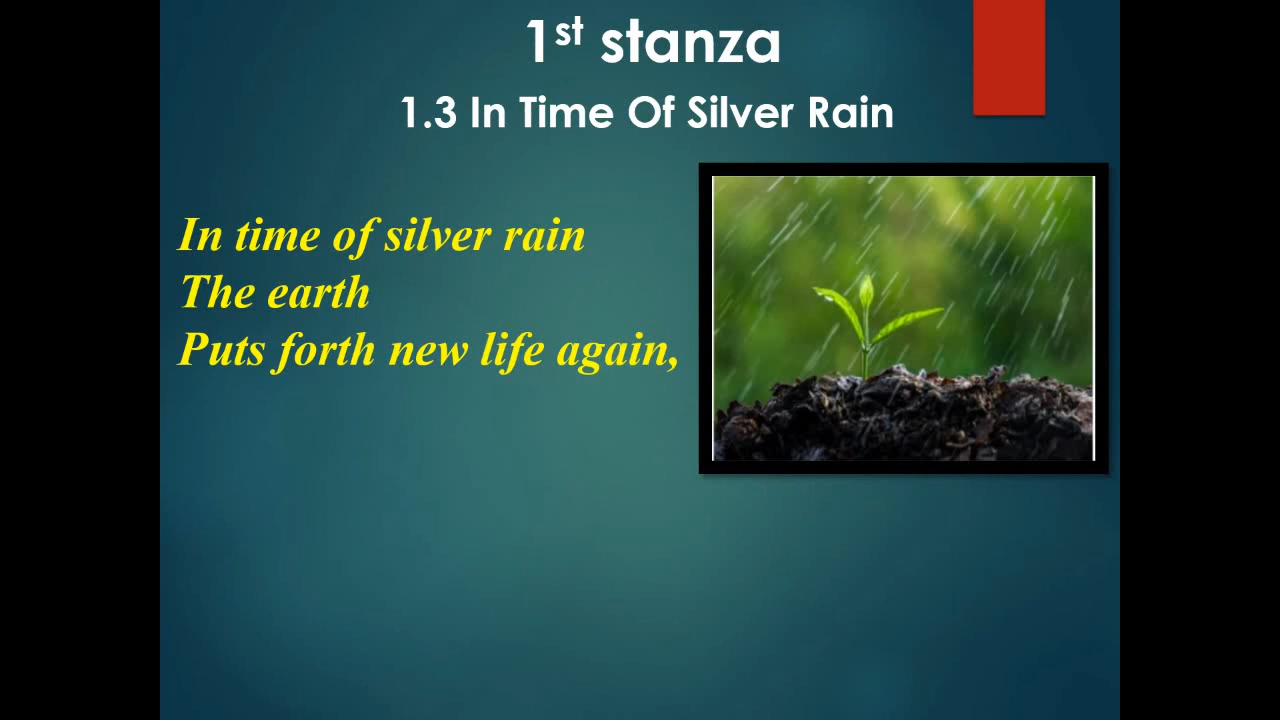 1st stanza
1.3 In Time Of Silver Rain
In time of silver rain
The earth
Puts forth new life again,